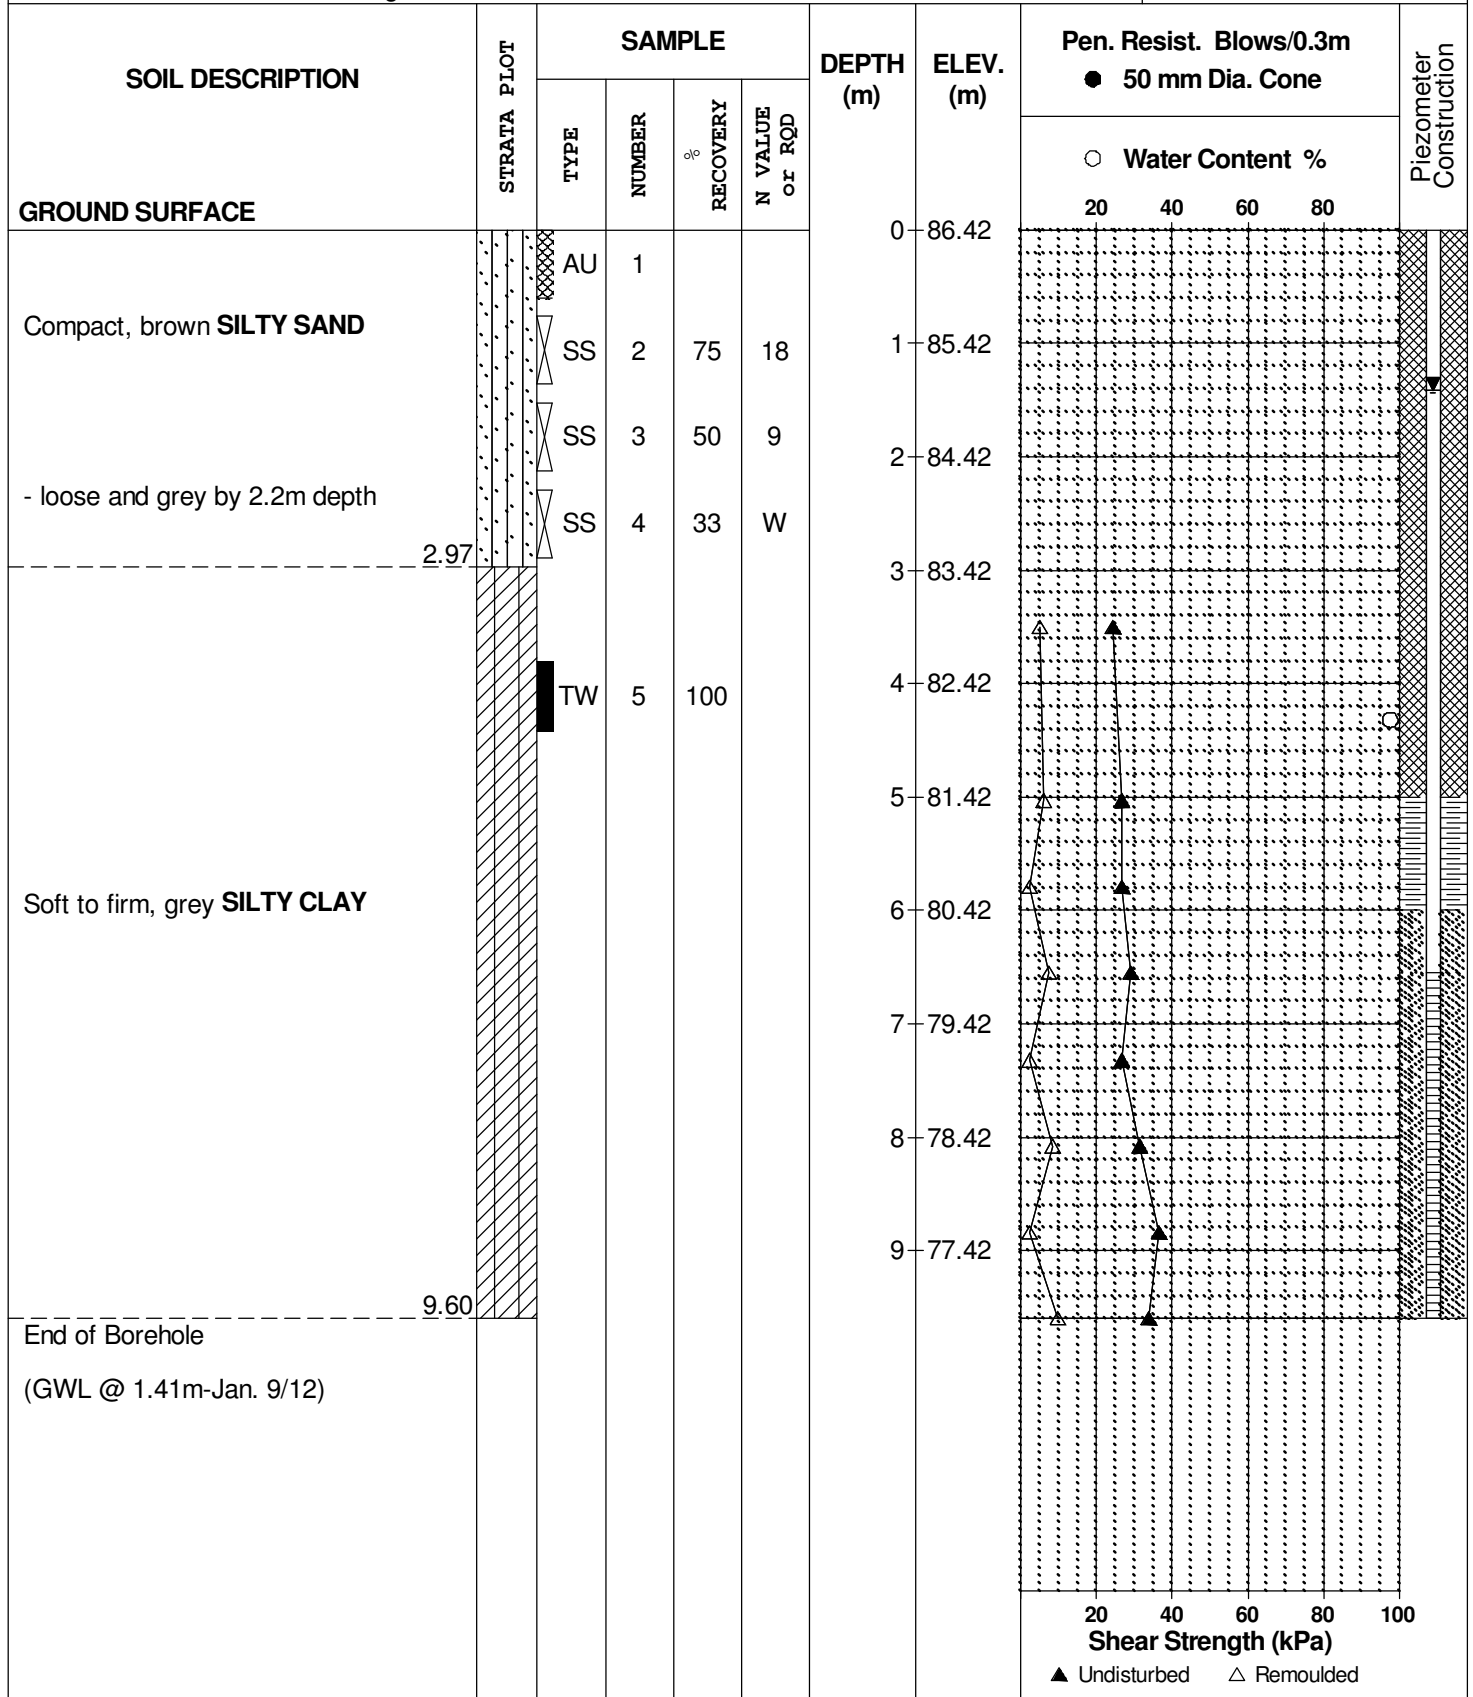 SOIL DESCRIPTION
GROUND SURFACE
STRATA PLOT
SAMPLE
TYPE
NUMBER
% RECOVERY
N VALUE or RQD
DEPTH (m)
ELEV. (m)
Pen. Resist. Blows/0.3m
● 50 mm Dia. Cone
○ Water Content %
20 40 60 80
Piezometer Construction
0 86.42
AU 1
Compact, brown SILTY SAND
SS 2 75 18
1 85.42
SS 3 50 9
2 84.42
- loose and grey by 2.2m depth
SS 4 33 W
2.97
3 83.42
TW 5 100
4 82.42
5 81.42
Soft to firm, grey SILTY CLAY
6 80.42
7 79.42
8 78.42
9 77.42
9.60
End of Borehole
(GWL @ 1.41m-Jan. 9/12)
20 40 60 80 100
Shear Strength (kPa)
▲ Undisturbed △ Remoulded